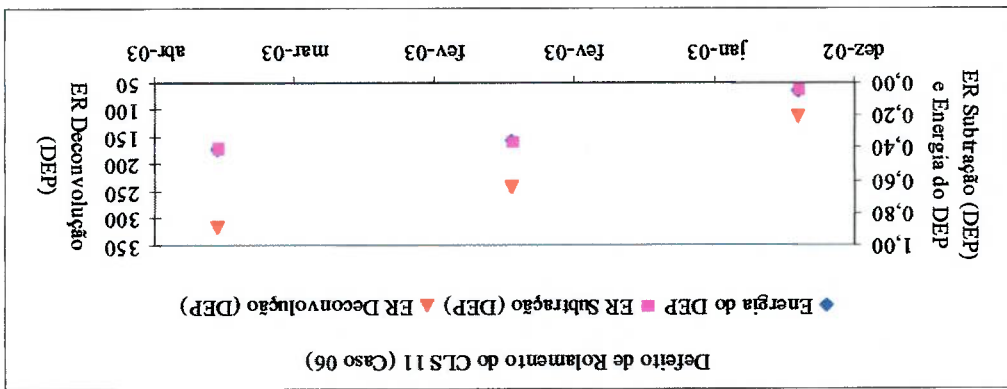 Defeito de Rolamento do CLS 11 (Caso 06)
Energia do DEP ER Subtração (DEP) ER Deconvolução (DEP)
ER Subtração (DEP)
e Energia do DEP
1,00
0,80
0,60
0,40
0,20
0,00
350
300
250
200
150
100
50
ER Deconvolução
(DEP)
dez-02 jan-03 fev-03 fev-03 mar-03 abr-03